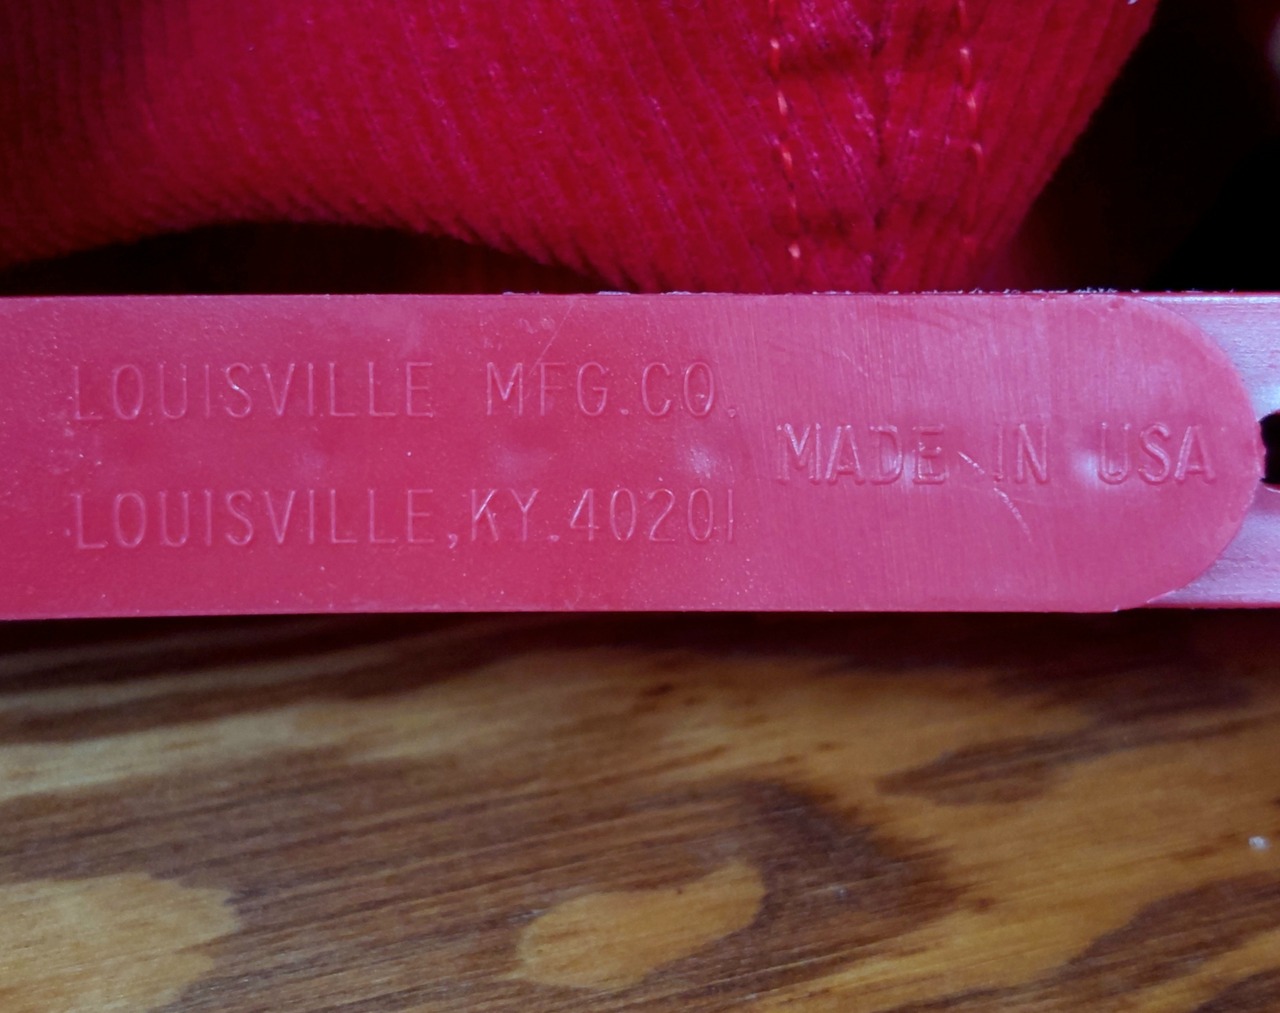 LOUISVILLE MFG.CO.
LOUISVILLE,KY.40201
MADE IN USA